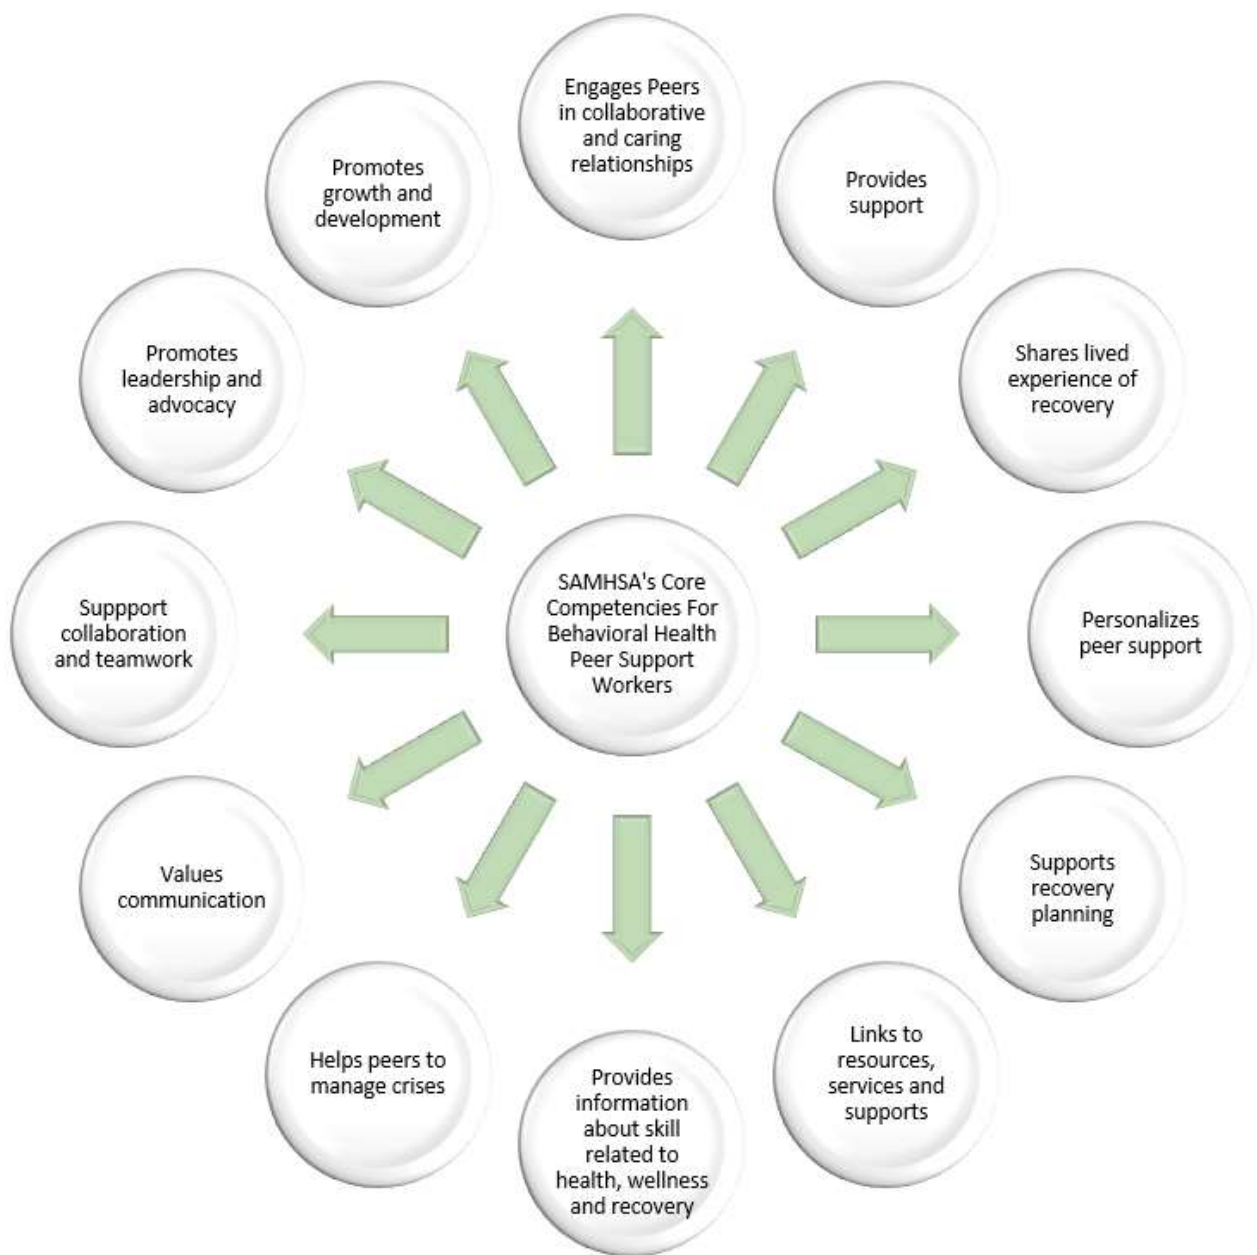 Engages Peers
in collaborative
and caring
relationships
Provides
support
Shares lived
experience of
recovery
Personalizes
peer support
Supports
recovery
planning
Links to
resources,
services and
supports
Provides
information
about skill
related to
health, wellness
and recovery
Helps peers to
manage crises
Values
communication
Suppport
collaboration
and teamwork
Promotes
leadership and
advocacy
Promotes
growth and
development
SAMHSA's Core
Competencies For
Behavioral Health
Peer Support
Workers